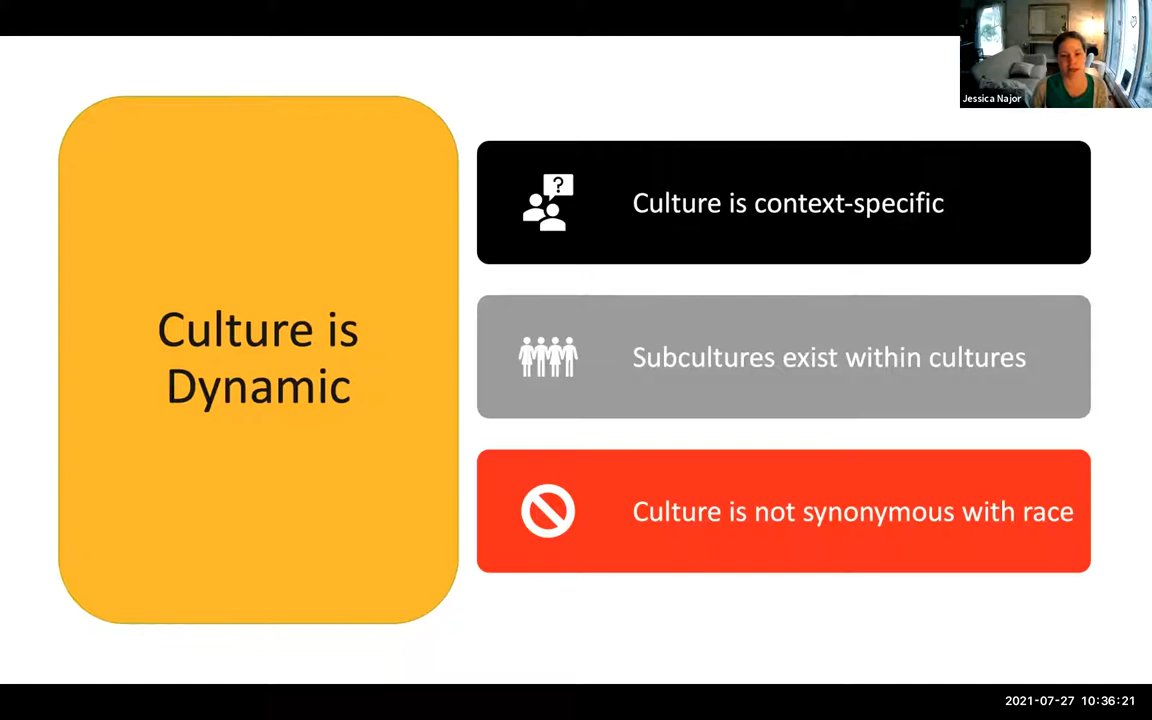 Jessica Najor
Culture is
Dynamic
?
Culture is context-specific
Subcultures exist within cultures
Culture is not synonymous with race
2021-07-27 10:36:21